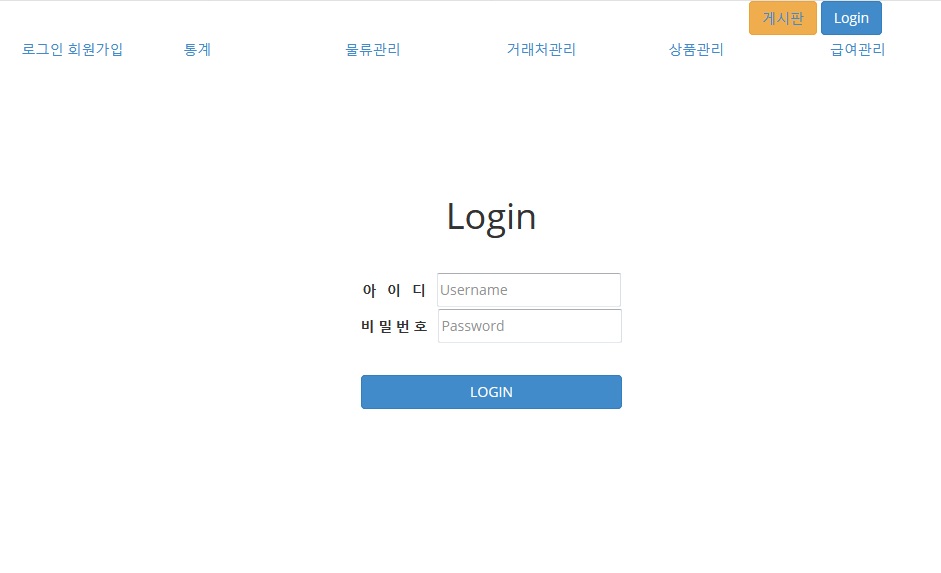 게시판 Login
로그인 회원가입 통계 물류관리 거래처관리 상품관리 급여관리
Login
아 이 디 Username
비 밀 번 호 Password
LOGIN